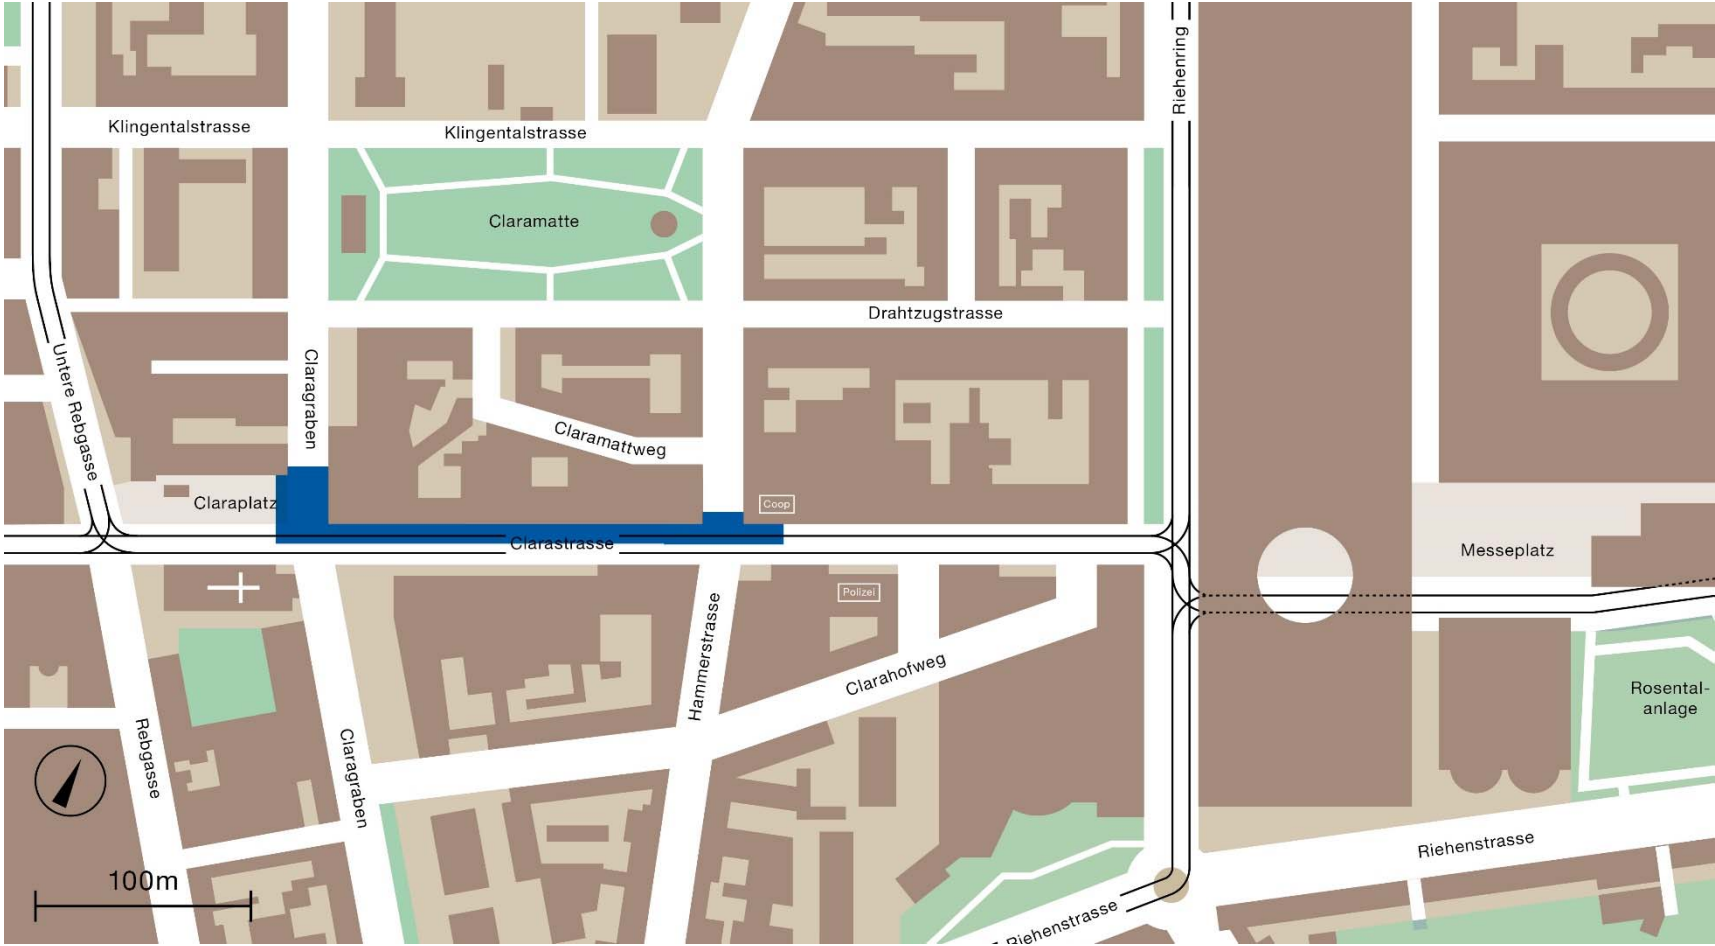 Riehenring
Klingentalstrasse
Klingentalstrasse
Claramatte
Drahtzugstrasse
Untere Rebgasse
Claragraben
Claramattweg
Claraplatz
Coop
Clarastrasse
Messeplatz
Polizei
Hammerstrasse
Clarahofweg
Rosental-
anlage
Rebgasse
Claragraben
Riehenstrasse
100m
Riehenstrasse